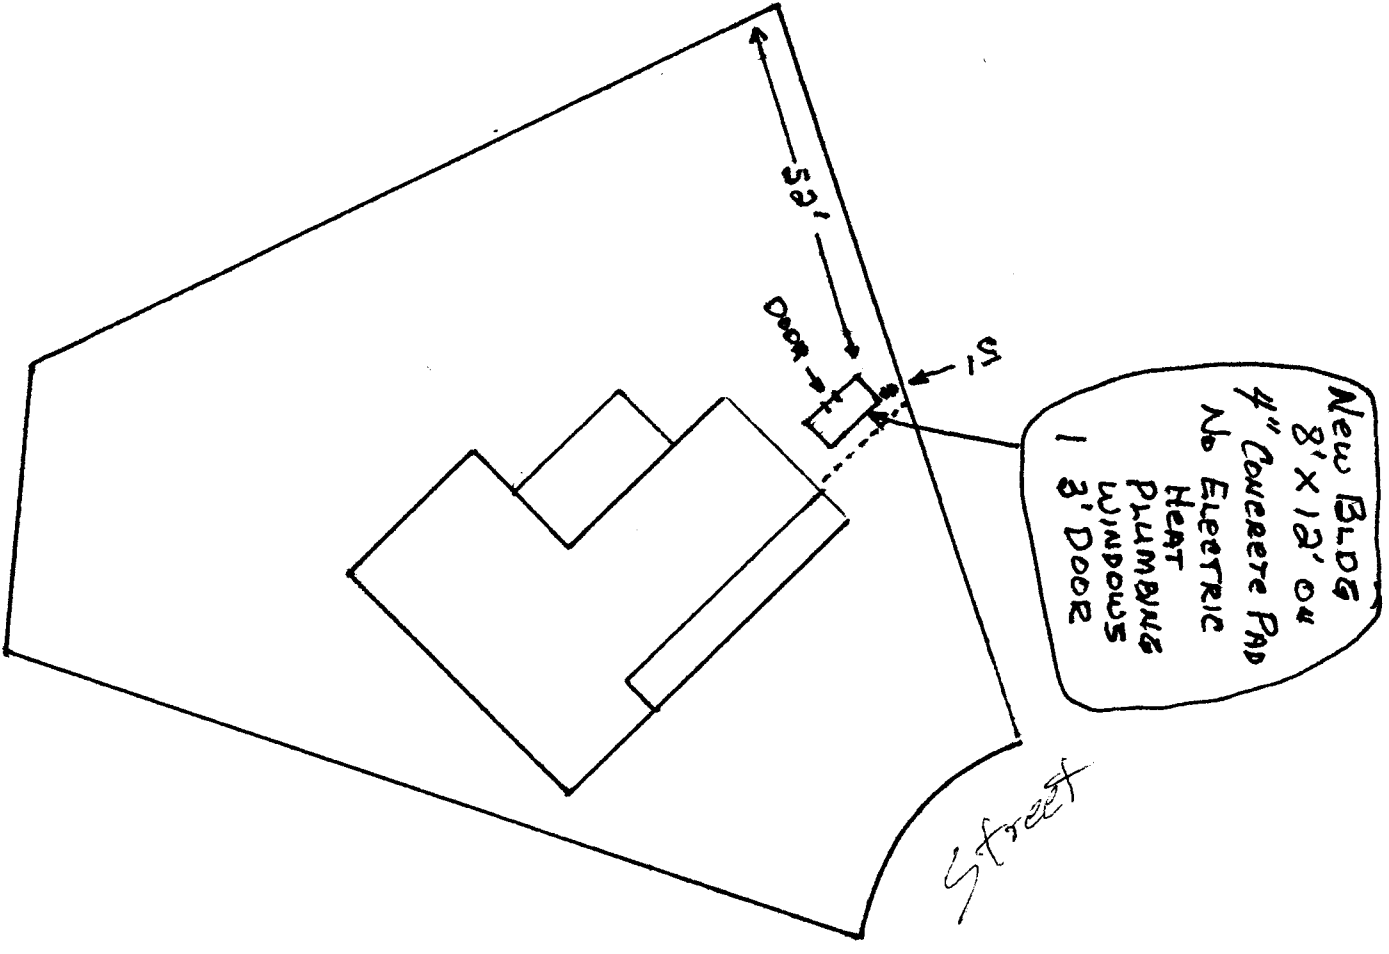 New BLDG
8' X 12' ON
4" CONCRETE PAD
No ELECTRIC
HEAT
PLUMBING
WINDOWS
1 3' DOOR
5'
52'
DOOR
Street